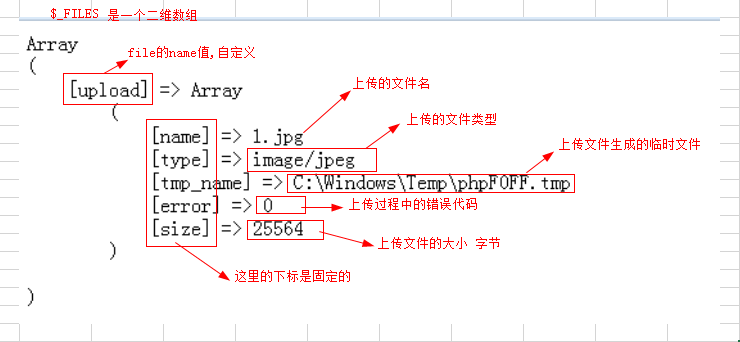 $_FILES 是一个二维数组
Array
file的name值,自定义
(
[upload] => Array
(
上传的文件名
[name] => 1.jpg
上传的文件类型
[type] => image/jpeg
上传文件生成的临时文件
[tmp_name] => C:\Windows\Temp\phpFOFF.tmp
[error] => 0
上传过程中的错误代码
[size] => 25564
上传文件的大小 字节
)
这里的下标是固定的
)